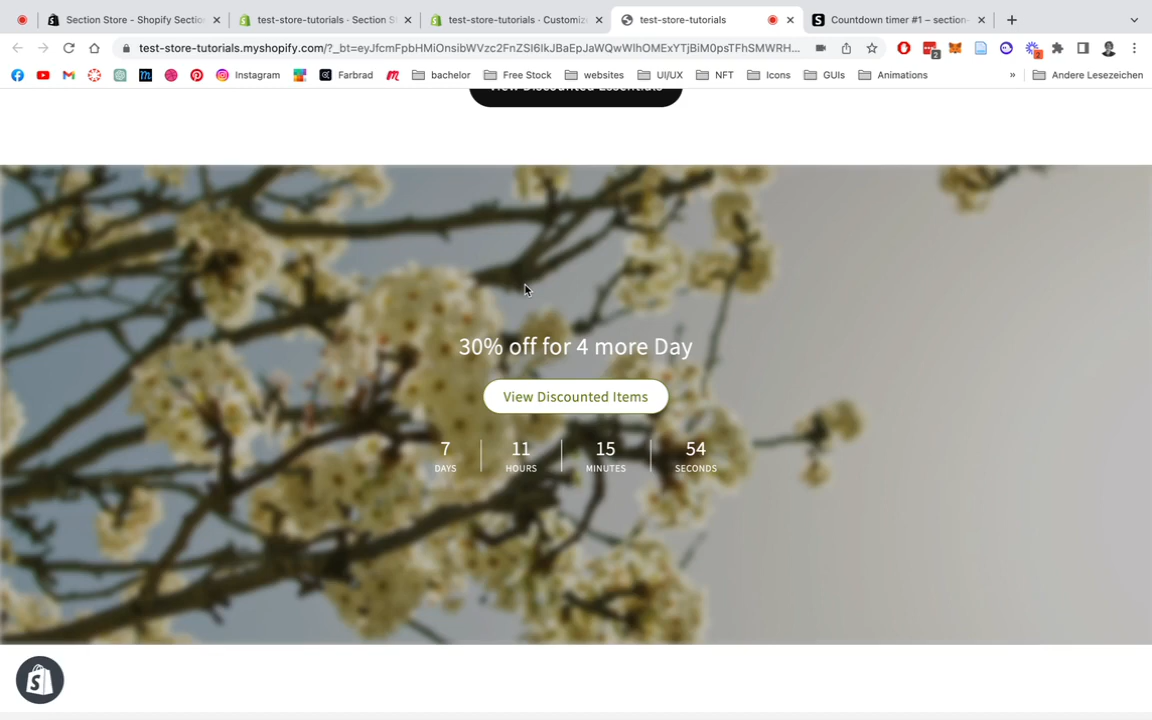 Section Store - Shopify Sectio
test-store-tutorials · Section S
test-store-tutorials · Customiz
test-store-tutorials
Countdown timer #1 – section-
test-store-tutorials.myshopify.com/?_bt=eyJfcmFpbHMiOnsibWVzc2FnZSI6IkJBaEpJaWQwWlhOMExYTjBiM0psTFhSMWRH...
Instagram
Farbrad
bachelor
Free Stock
websites
UI/UX
NFT
Icons
GUIs
Animations
»
Andere Lesezeichen
View Discounted Essentials
30% off for 4 more Day
View Discounted Items
7 11 15 54
DAYS HOURS MINUTES SECONDS